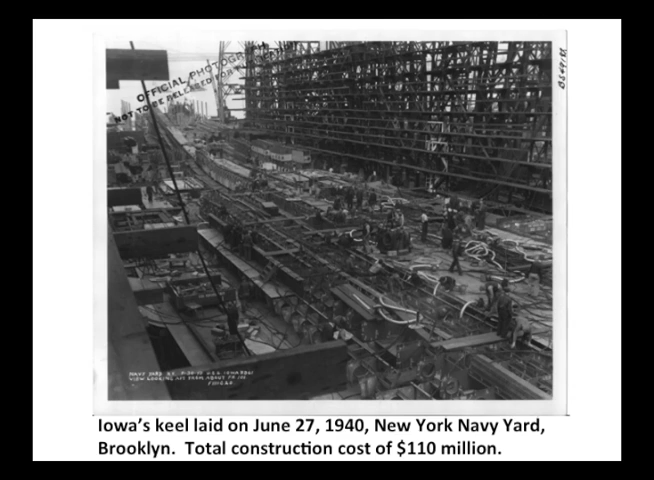 OFFICIAL PHOTOGRAPH
NOT TO BE RELEASED FOR
Iowa's keel laid on June 27, 1940, New York Navy Yard,
Brooklyn.  Total construction cost of $110 million.